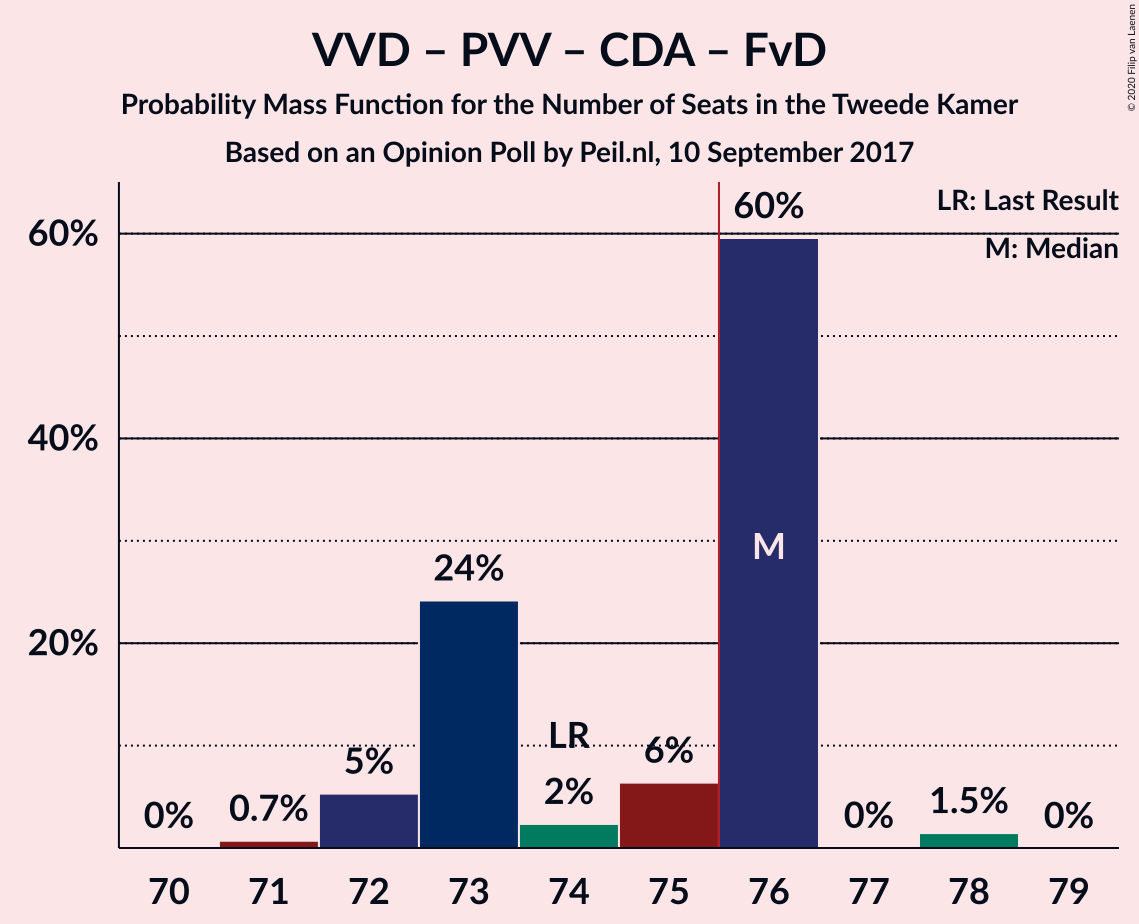 VVD – PVV – CDA – FvD
Probability Mass Function for the Number of Seats in the Tweede Kamer
Based on an Opinion Poll by Peil.nl, 10 September 2017
© 2020 Filip van Laenen
LR: Last Result
M: Median
60%
40%
20%
0%
0.7%
5%
24%
LR
2%
6%
60%
M
0%
1.5%
0%
70 71 72 73 74 75 76 77 78 79